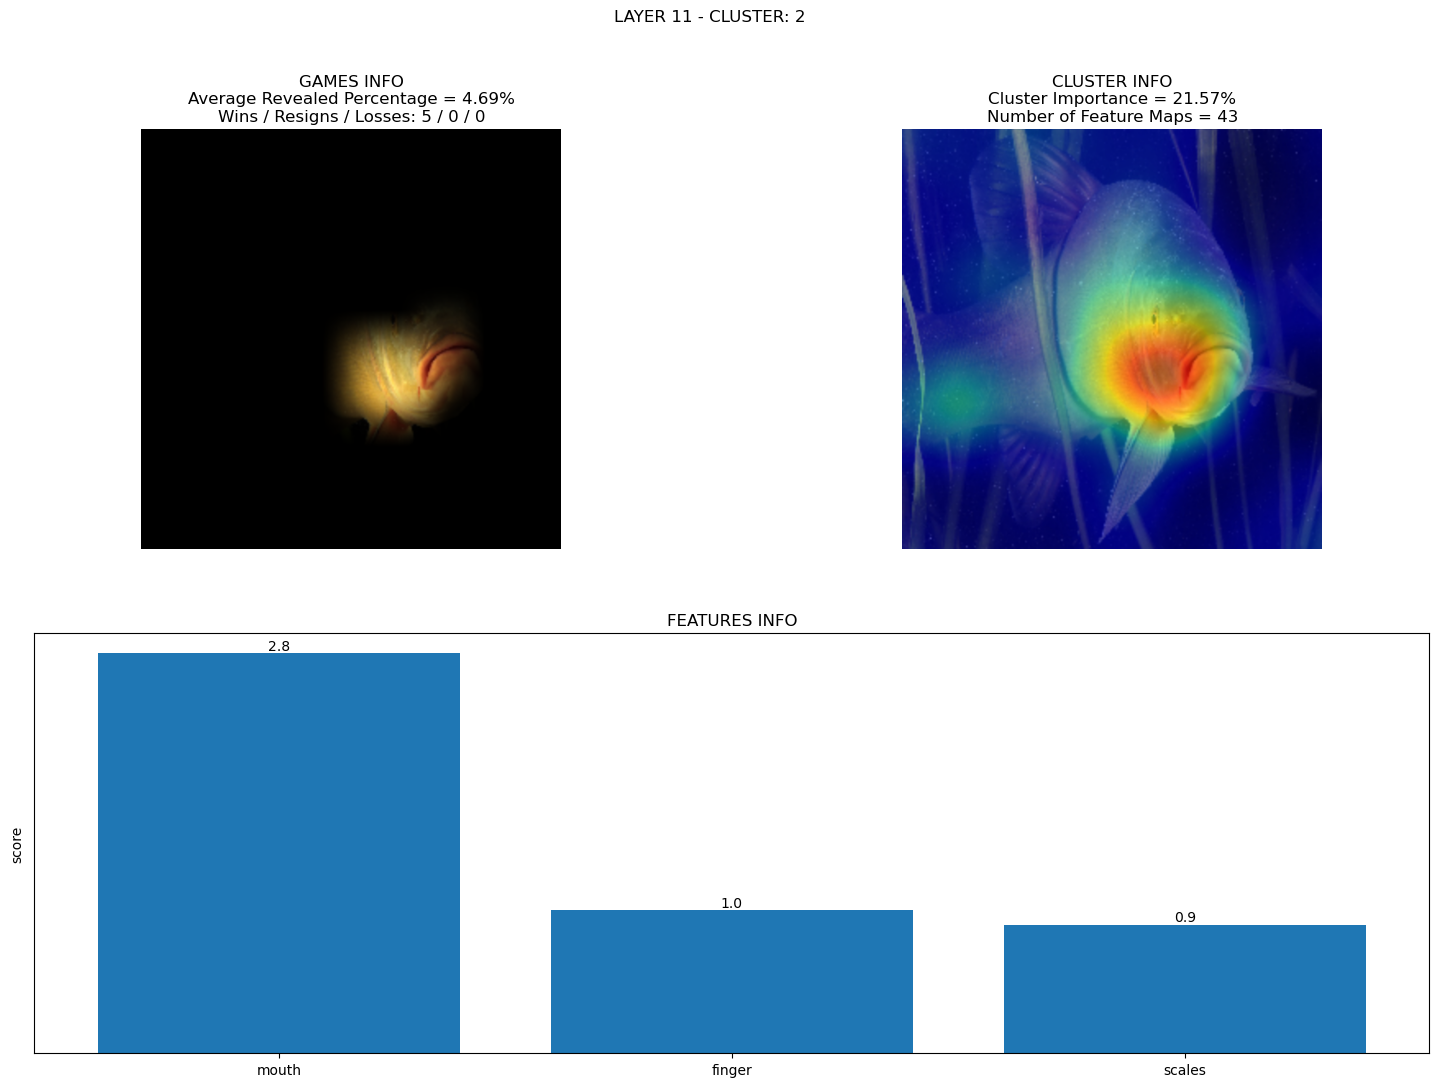 LAYER 11 - CLUSTER: 2
GAMES INFO
Average Revealed Percentage = 4.69%
Wins / Resigns / Losses: 5 / 0 / 0
CLUSTER INFO
Cluster Importance = 21.57%
Number of Feature Maps = 43
FEATURES INFO
score
2.8
1.0
0.9
mouth
finger
scales